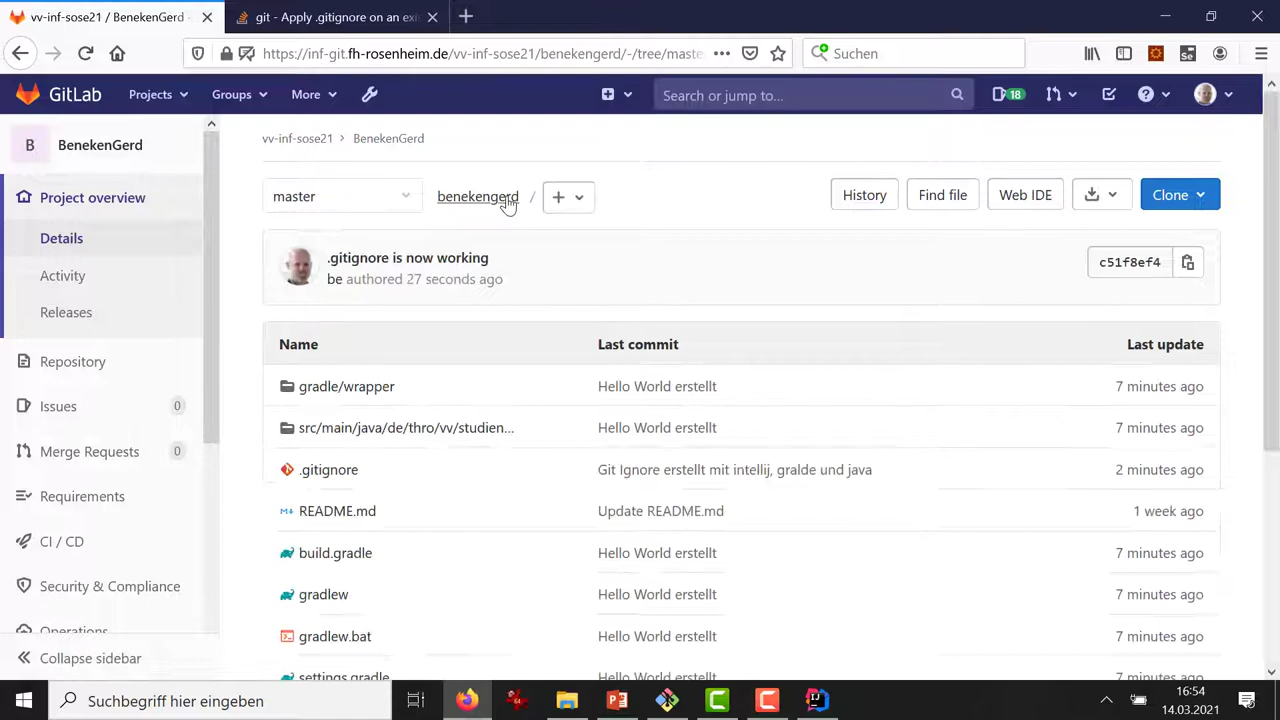 vv-inf-sose21 / BenekenGerd ·
git - Apply .gitignore on an exi
https://inf-git.fh-rosenheim.de/vv-inf-sose21/benekengerd/-/tree/maste
Suchen
GitLab
Projects
Groups
More
Search or jump to...
18
B
BenekenGerd
Project overview
Details
Activity
Releases
Repository
Issues
0
Merge Requests
0
Requirements
CI / CD
Security & Compliance
Operations
Collapse sidebar
vv-inf-sose21 > BenekenGerd
master
benekengerd /
History
Find file
Web IDE
Clone
.gitignore is now working
be authored 27 seconds ago
c51f8ef4
Name Last commit Last update
gradle/wrapper Hello World erstellt 7 minutes ago
src/main/java/de/thro/vv/studien... Hello World erstellt 7 minutes ago
.gitignore Git Ignore erstellt mit intellij, gralde und java 2 minutes ago
README.md Update README.md 1 week ago
build.gradle Hello World erstellt 7 minutes ago
gradlew Hello World erstellt 7 minutes ago
gradlew.bat Hello World erstellt 7 minutes ago
settings.gradle Hello World erstellt 7 minutes ago
Suchbegriff hier eingeben
16:54
14.03.2021